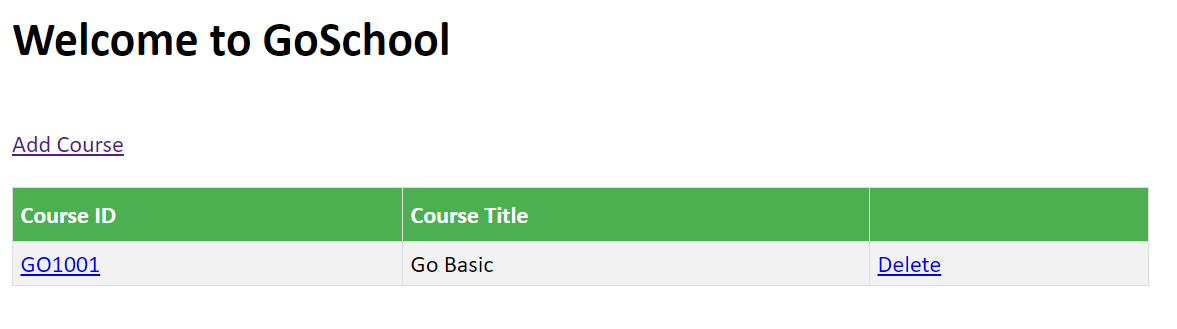 Welcome to GoSchool
Add Course
Course ID Course Title
GO1001 Go Basic Delete